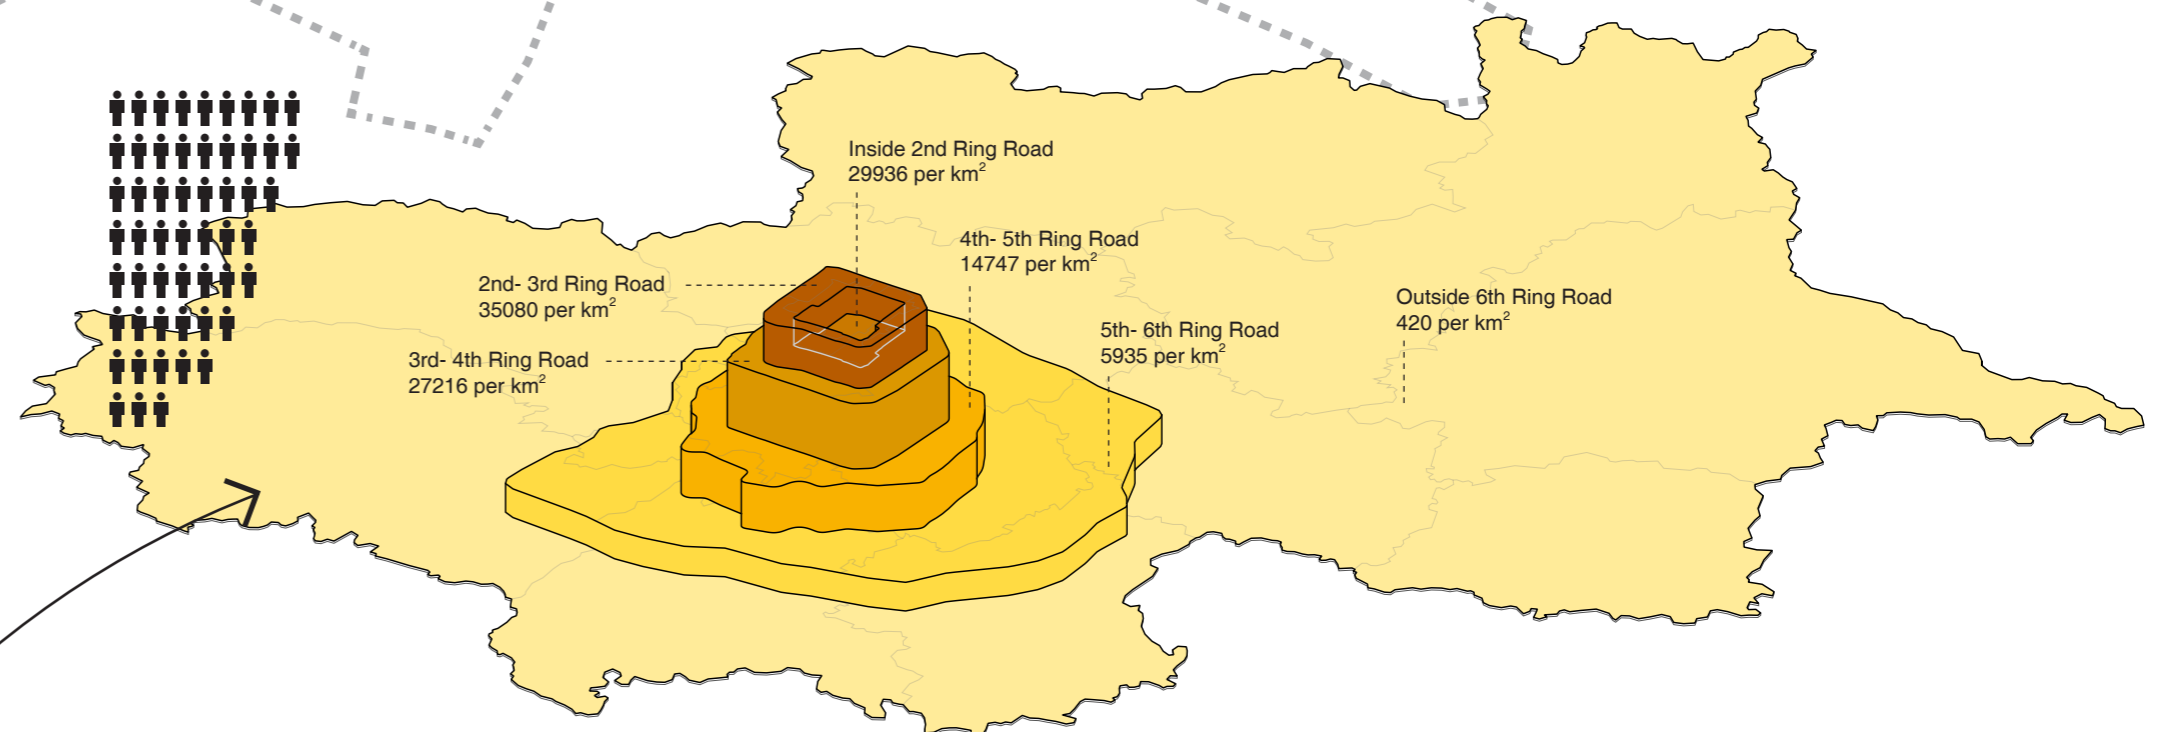 Inside 2nd Ring Road
29936 per km²
4th- 5th Ring Road
14747 per km²
2nd- 3rd Ring Road
35080 per km²
Outside 6th Ring Road
420 per km²
5th- 6th Ring Road
5935 per km²
3rd- 4th Ring Road
27216 per km²